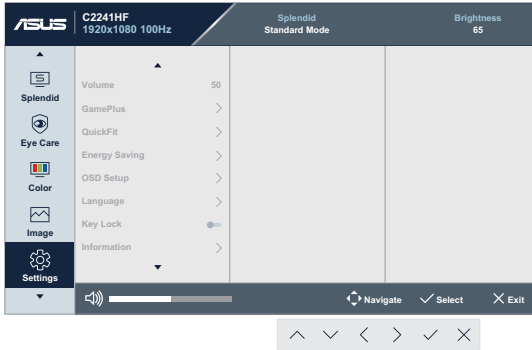 ASUS
C2241HF
1920x1080 100Hz
Splendid
Standard Mode
Brightness
65
Splendid
Eye Care
Color
Image
Settings
Volume 50
GamePlus
QuickFit
Energy Saving
OSD Setup
Language
Key Lock
Information
Navigate Select Exit